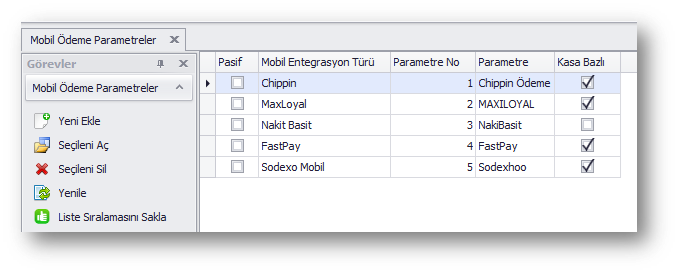 Mobil Ödeme Parametreler
Görevler
Mobil Ödeme Parametreler
Yeni Ekle
Seçileni Aç
Seçileni Sil
Yenile
Liste Sıralamasını Sakla
Pasif Mobil Entegrasyon Türü Parametre No Parametre Kasa Bazlı
Chippin 1 Chippin Ödeme
MaxLoyal 2 MAXILOYAL
Nakit Basit 3 NakiBasit
FastPay 4 FastPay
Sodexo Mobil 5 Sodexhoo